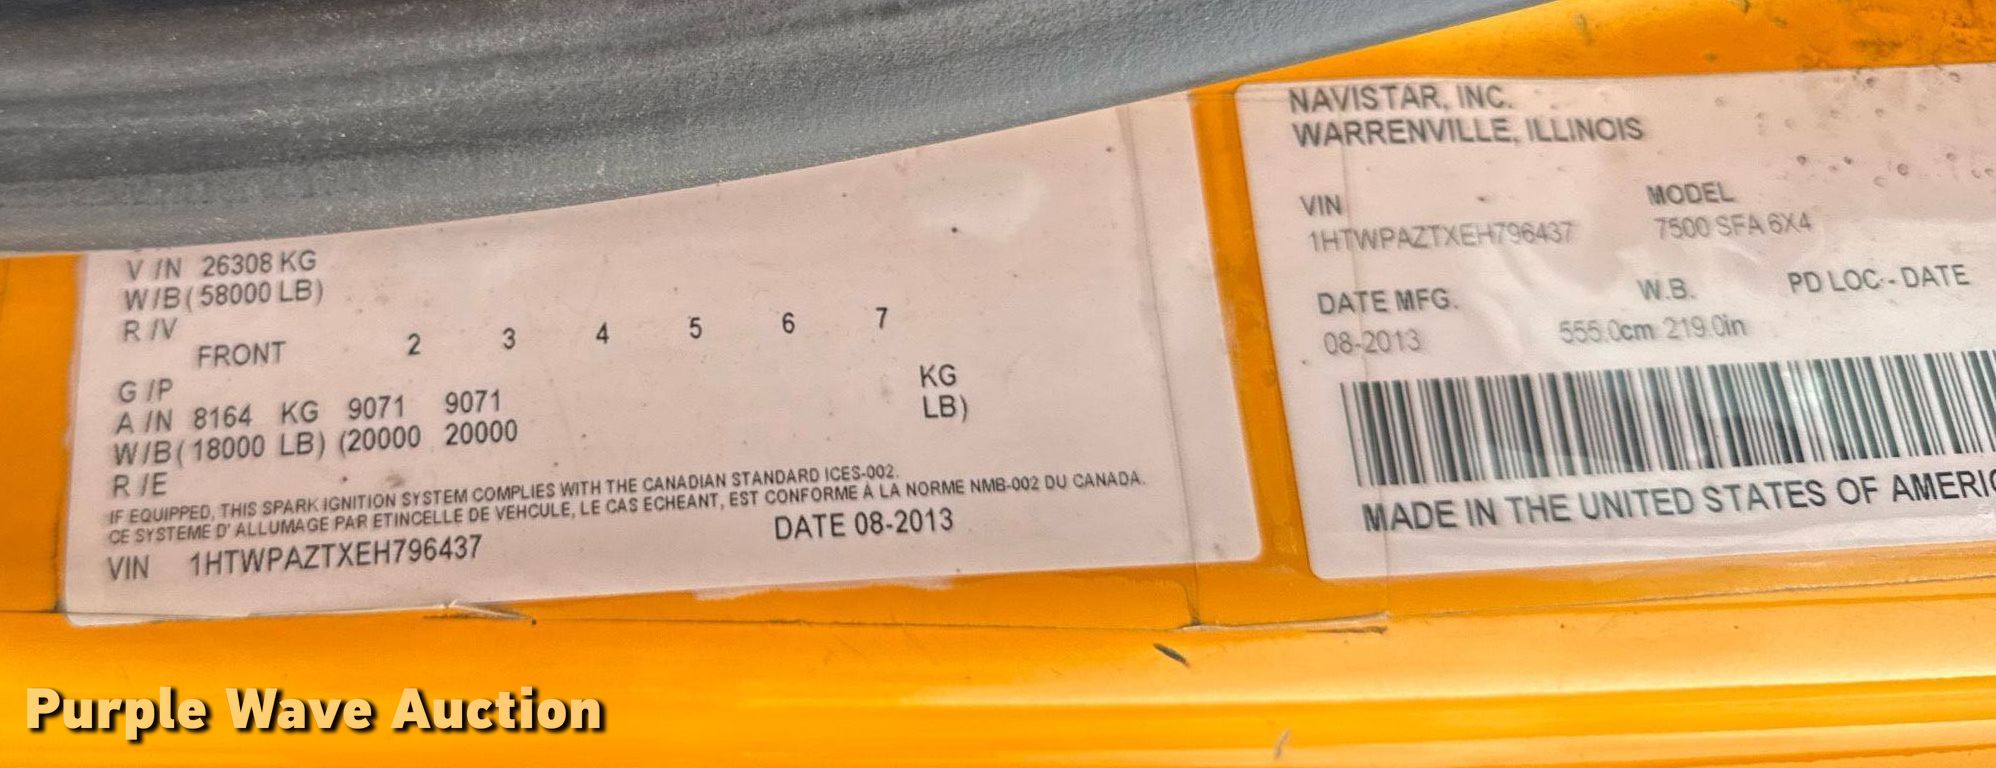 V /N 26308 KG
W/B( 58000 LB)
R /V
FRONT 2 3 4 5 6 7
G /P
A /N 8164 KG 9071 9071 KG
W/B( 18000 LB) (20000 20000 LB)
R /E
IF EQUIPPED, THIS SPARK IGNITION SYSTEM COMPLIES WITH THE CANADIAN STANDARD ICES-002.
CE SYSTEME D' ALLUMAGE PAR ETINCELLE DE VEHCULE, LE CAS ECHEANT, EST CONFORME À LA NORME NMB-002 DU CANADA.
VIN 1HTWPAZTXEH796437 DATE 08-2013
NAVISTAR, INC.
WARRENVILLE, ILLINOIS
VIN MODEL
1HTWPAZTXEH796437 7500 SFA 6X4
DATE MFG. W.B. PD LOC - DATE
08-2013 555.0cm 219.0in
MADE IN THE UNITED STATES OF AMERIC
Purple Wave Auction